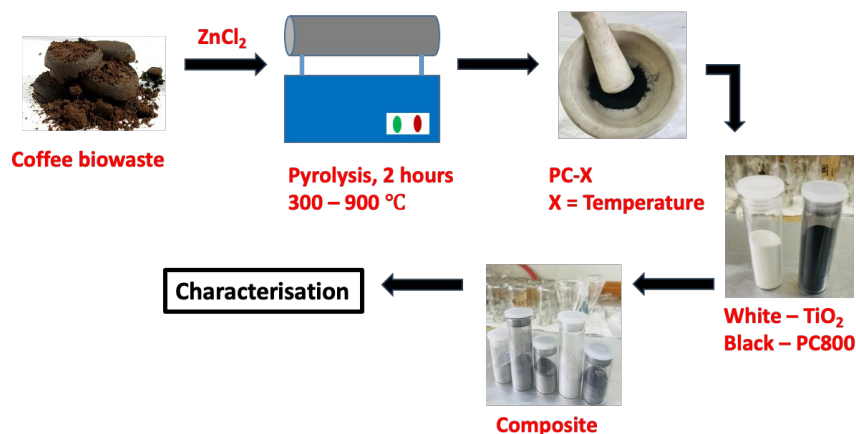 ZnCl₂
Coffee biowaste
Pyrolysis, 2 hours
300 – 900 ℃
PC-X
X = Temperature
White – TiO₂
Black – PC800
Composite
Characterisation